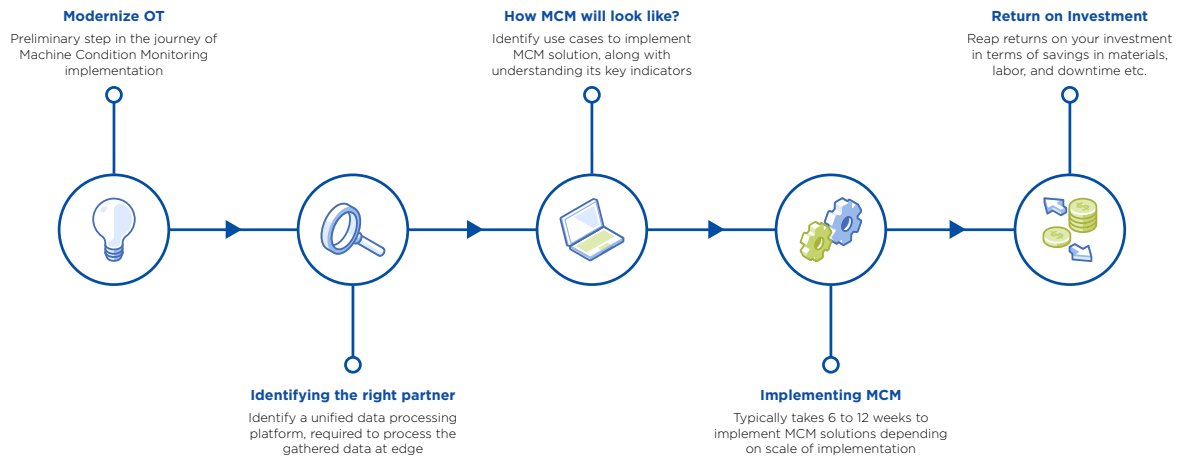 Modernize OT
Preliminary step in the journey of
Machine Condition Monitoring
implementation
Identifying the right partner
Identify a unified data processing
platform, required to process the
gathered data at edge
How MCM will look like?
Identify use cases to implement
MCM solution, along with
understanding its key indicators
Implementing MCM
Typically takes 6 to 12 weeks to
implement MCM solutions depending
on scale of implementation
Return on Investment
Reap returns on your investment
in terms of savings in materials,
labor, and downtime etc.